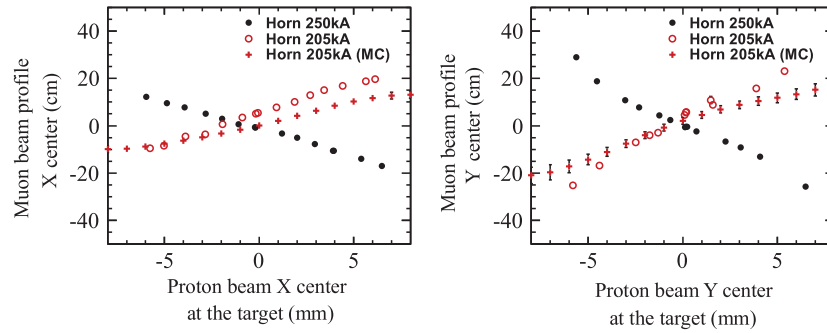 Horn 250kA
Horn 205kA
Horn 205kA (MC)
40
20
0
-20
-40
-5
0
5
Muon beam profile
X center (cm)
Proton beam X center
at the target (mm)
Horn 250kA
Horn 205kA
Horn 205kA (MC)
40
20
0
-20
-40
-5
0
5
Muon beam profile
Y center (cm)
Proton beam Y center
at the target (mm)